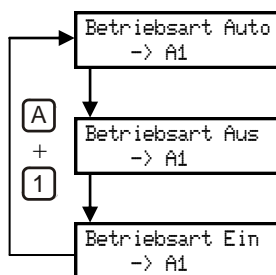 Betriebsart Auto
-> A1
A
+
1
Betriebsart Aus
-> A1
Betriebsart Ein
-> A1